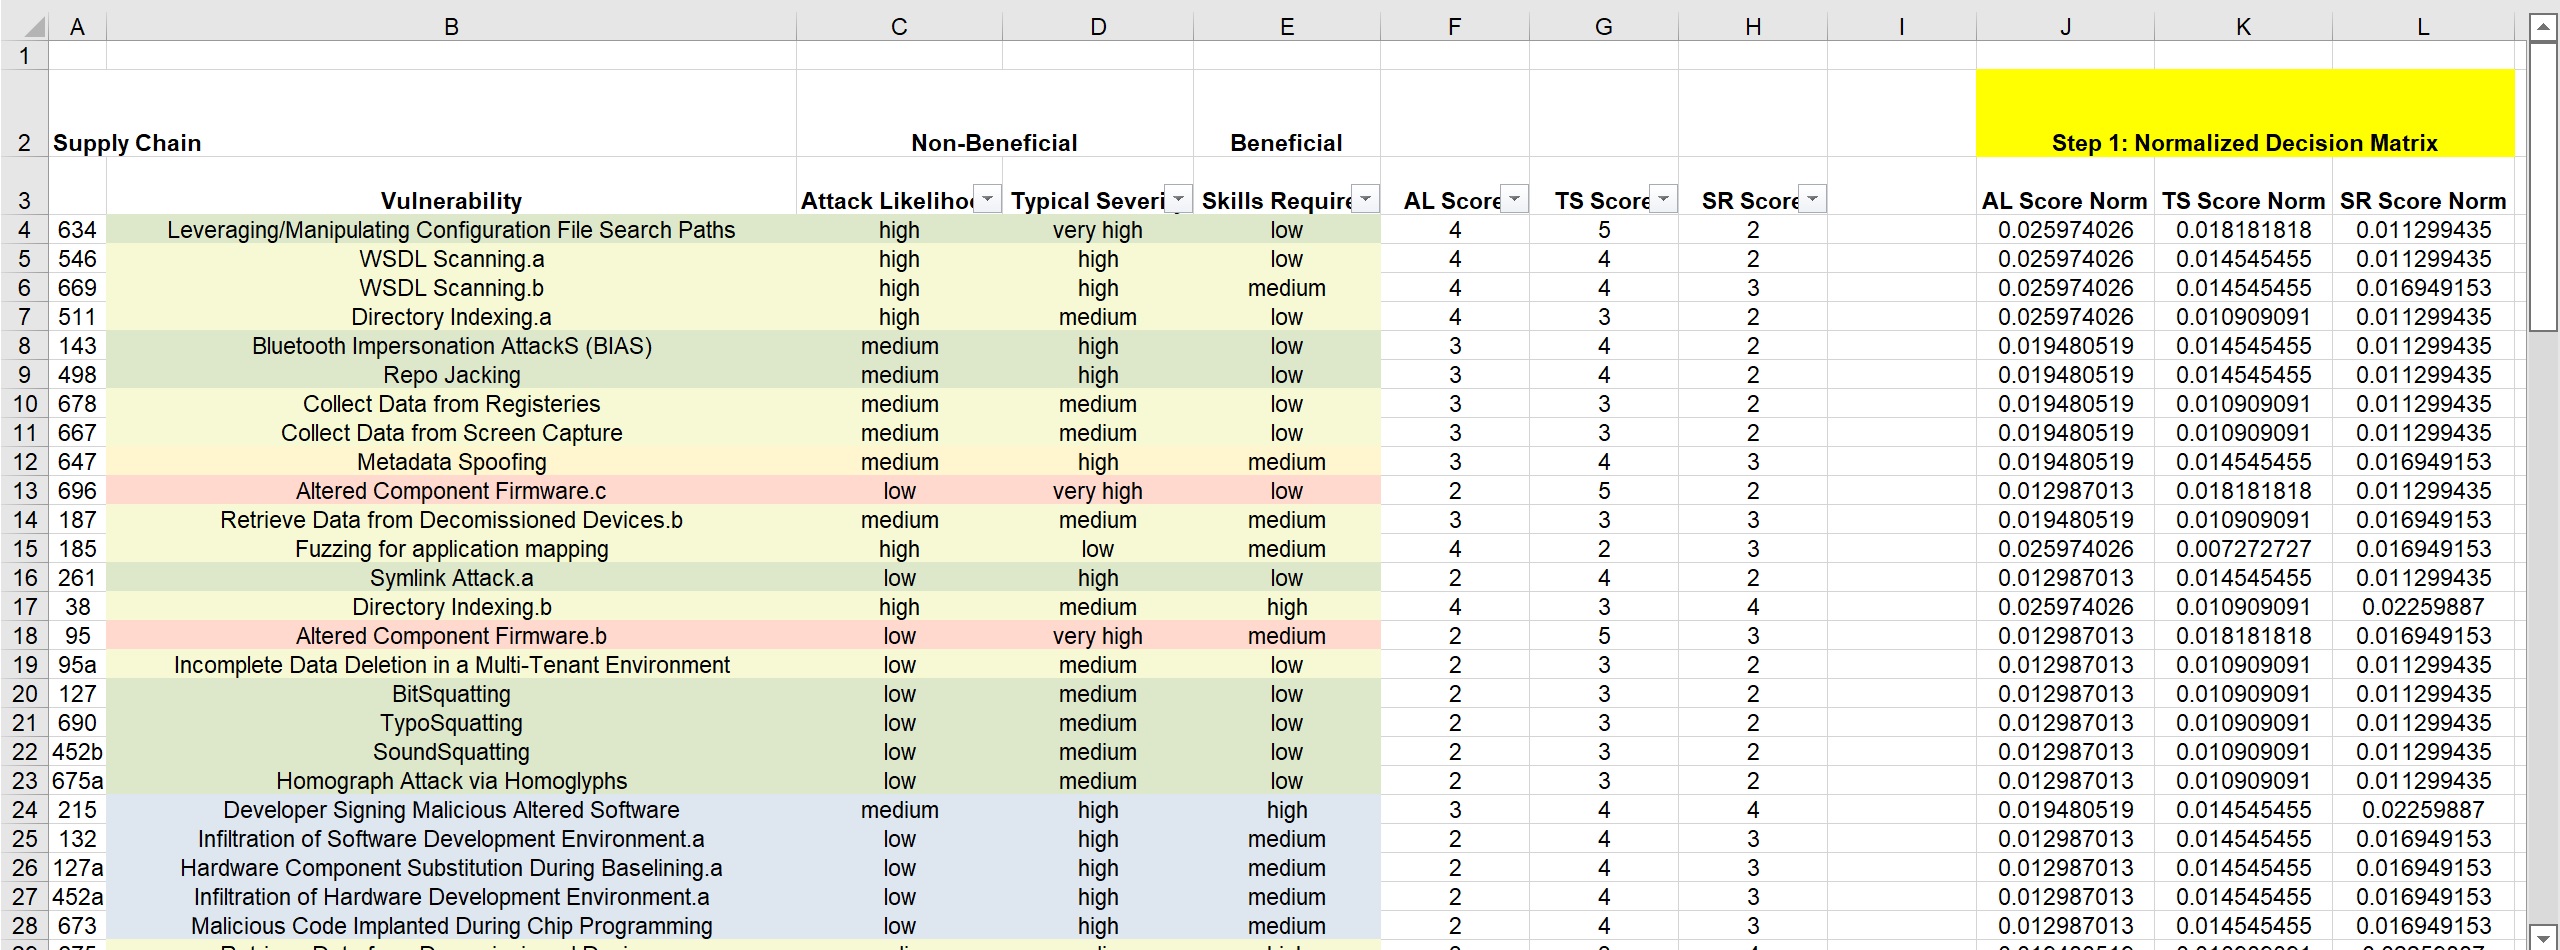 A B C D E F G H I J K L
1
2 Supply Chain Non-Beneficial Beneficial Step 1: Normalized Decision Matrix
3 Vulnerability Attack Typical Skills AL Score TS Score SR Score AL Score Norm TS Score Norm SR Score Norm
4 634 Leveraging/Manipulating Configuration File Search Paths high very high low 4 5 2 0.025974026 0.018181818 0.011299435
5 546 WSDL Scanning.a high high low 4 4 2 0.025974026 0.014545455 0.011299435
6 669 WSDL Scanning.b high high medium 4 4 3 0.025974026 0.014545455 0.016949153
7 511 Directory Indexing.a high medium low 4 3 2 0.025974026 0.010909091 0.011299435
8 143 Bluetooth Impersonation AttackS (BIAS) medium high low 3 4 2 0.019480519 0.014545455 0.011299435
9 498 Repo Jacking medium high low 3 4 2 0.019480519 0.014545455 0.011299435
10 678 Collect Data from Registeries medium medium low 3 3 2 0.019480519 0.010909091 0.011299435
11 667 Collect Data from Screen Capture medium medium low 3 3 2 0.019480519 0.010909091 0.011299435
12 647 Metadata Spoofing medium high medium 3 4 3 0.019480519 0.014545455 0.016949153
13 696 Altered Component Firmware.c low very high low 2 5 2 0.012987013 0.018181818 0.011299435
14 187 Retrieve Data from Decomissioned Devices.b medium medium medium 3 3 3 0.019480519 0.010909091 0.016949153
15 185 Fuzzing for application mapping high low medium 4 2 3 0.025974026 0.007272727 0.016949153
16 261 Symlink Attack.a low high low 2 4 2 0.012987013 0.014545455 0.011299435
17 38 Directory Indexing.b high medium high 4 3 4 0.025974026 0.010909091 0.02259887
18 95 Altered Component Firmware.b low very high medium 2 5 3 0.012987013 0.018181818 0.016949153
19 95a Incomplete Data Deletion in a Multi-Tenant Environment low medium low 2 3 2 0.012987013 0.010909091 0.011299435
20 127 BitSquatting low medium low 2 3 2 0.012987013 0.010909091 0.011299435
21 690 TypoSquatting low medium low 2 3 2 0.012987013 0.010909091 0.011299435
22 452b SoundSquatting low medium low 2 3 2 0.012987013 0.010909091 0.011299435
23 675a Homograph Attack via Homoglyphs low medium low 2 3 2 0.012987013 0.010909091 0.011299435
24 215 Developer Signing Malicious Altered Software medium high high 3 4 4 0.019480519 0.014545455 0.02259887
25 132 Infiltration of Software Development Environment.a low high medium 2 4 3 0.012987013 0.014545455 0.016949153
26 127a Hardware Component Substitution During Baselining.a low high medium 2 4 3 0.012987013 0.014545455 0.016949153
27 452a Infiltration of Hardware Development Environment.a low high medium 2 4 3 0.012987013 0.014545455 0.016949153
28 673 Malicious Code Implanted During Chip Programming low high medium 2 4 3 0.012987013 0.014545455 0.016949153